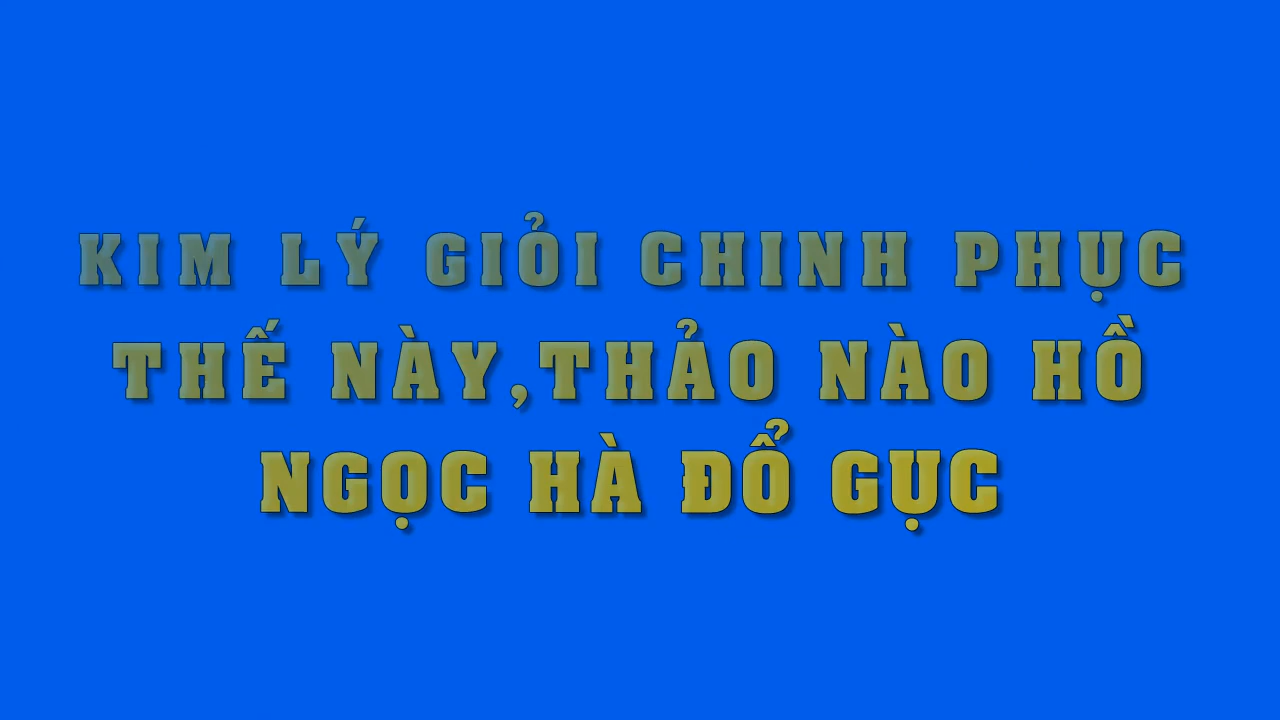 KIM LÝ GIỎI CHINH PHỤC
THẾ NÀY,THẢO NÀO HỒ
NGỌC HÀ ĐỔ GỤC